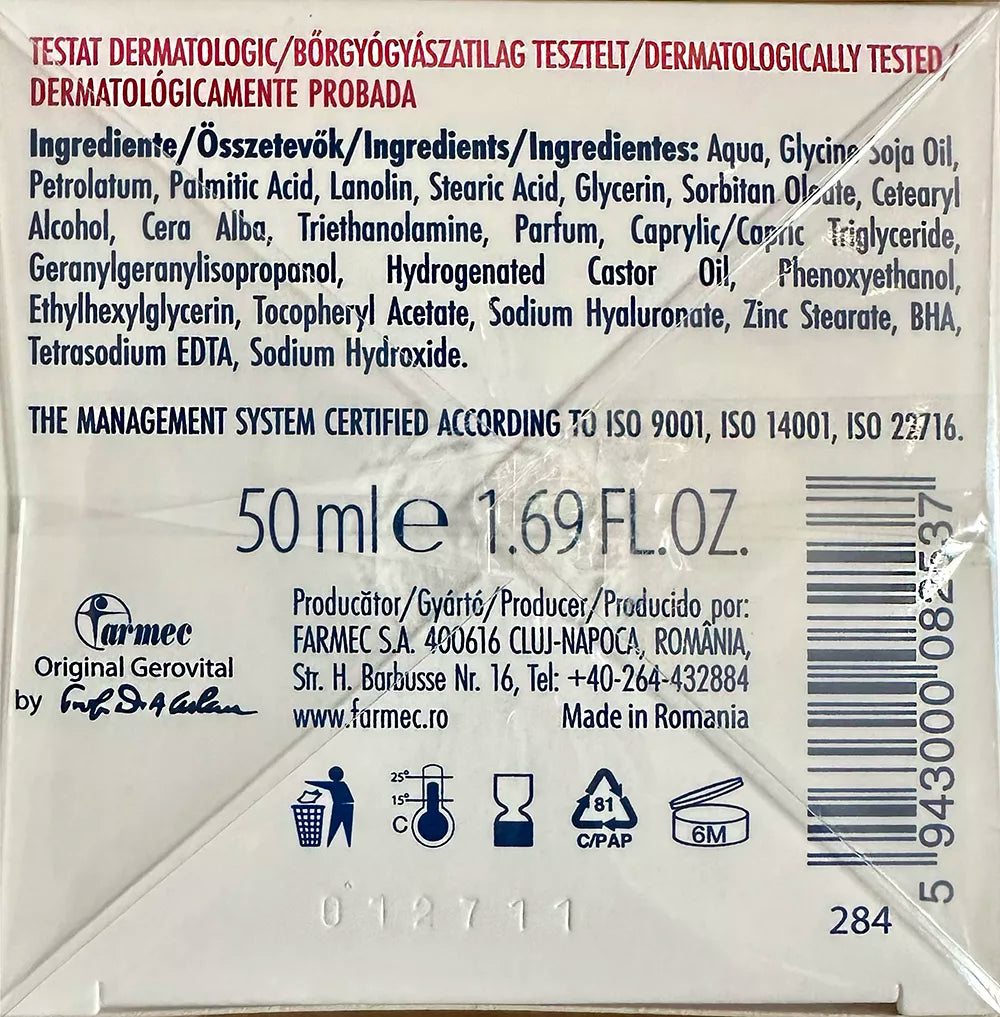 TESTAT DERMATOLOGIC/BŐRGYÓGYÁSZATILAG TESZTELT/DERMATOLOGICALLY TESTED/
DERMATOLÓGICAMENTE PROBADA
Ingrediente/Összetevők/Ingredients/Ingredientes: Aqua, Glycine Soja Oil,
Petrolatum, Palmitic Acid, Lanolin, Stearic Acid, Glycerin, Sorbitan Oleate, Cetearyl
Alcohol, Cera Alba, Triethanolamine, Parfum, Caprylic/Capric Triglyceride,
Geranylgeranylisopropanol, Hydrogenated Castor Oil, Phenoxyethanol,
Ethylhexylglycerin, Tocopheryl Acetate, Sodium Hyaluronate, Zinc Stearate, BHA,
Tetrasodium EDTA, Sodium Hydroxide.
THE MANAGEMENT SYSTEM CERTIFIED ACCORDING TO ISO 9001, ISO 14001, ISO 22716.
50 ml e 1.69 FL.OZ.
Farmec
Original Gerovital
by
Producător/Gyártó/Producer/Producido por:
FARMEC S.A. 400616 CLUJ-NAPOCA, ROMÂNIA,
Str. H. Barbusse Nr. 16, Tel: +40-264-432884
www.farmec.ro Made in Romania
25°
15°
C
81
C/PAP
6M
5 943000 082537
284
012711